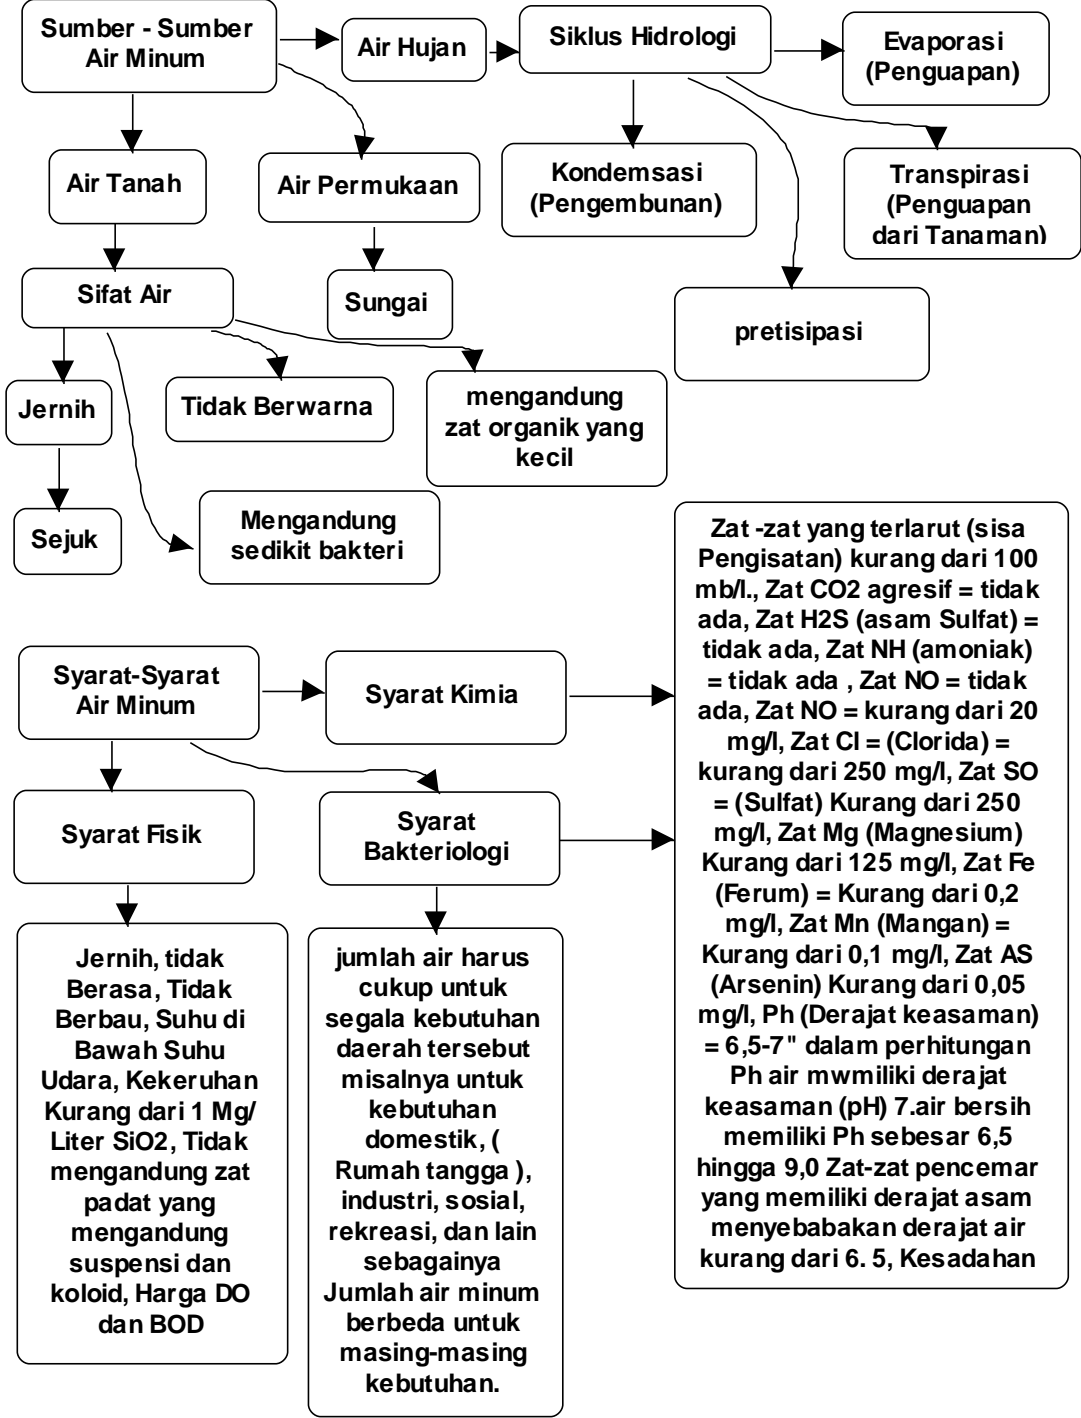 Sumber - Sumber
Air Minum
Air Hujan
Siklus Hidrologi
Evaporasi
(Penguapan)
Air Tanah
Air Permukaan
Kondemsasi
(Pengembunan)
Transpirasi
(Penguapan
dari Tanaman)
Sifat Air
Sungai
pretisipasi
Jernih
Tidak Berwarna
mengandung
zat organik yang
kecil
Sejuk
Mengandung
sedikit bakteri
Syarat-Syarat
Air Minum
Syarat Kimia
Zat -zat yang terlarut (sisa
Pengisatan) kurang dari 100
mb/l., Zat CO2 agresif = tidak
ada, Zat H2S (asam Sulfat) =
tidak ada, Zat NH (amoniak)
= tidak ada , Zat NO = tidak
ada, Zat NO = kurang dari 20
mg/l, Zat Cl = (Clorida) =
kurang dari 250 mg/l, Zat SO
= (Sulfat) Kurang dari 250
mg/l, Zat Mg (Magnesium)
Kurang dari 125 mg/l, Zat Fe
(Ferum) = Kurang dari 0,2
mg/l, Zat Mn (Mangan) =
Kurang dari 0,1 mg/l, Zat AS
(Arsenin) Kurang dari 0,05
mg/l, Ph (Derajat keasaman)
= 6,5-7" dalam perhitungan
Ph air mwmiliki derajat
keasaman (pH) 7.air bersih
memiliki Ph sebesar 6,5
hingga 9,0 Zat-zat pencemar
yang memiliki derajat asam
menyebabakan derajat air
kurang dari 6. 5, Kesadahan
Syarat Fisik
Syarat
Bakteriologi
Jernih, tidak
Berasa, Tidak
Berbau, Suhu di
Bawah Suhu
Udara, Kekeruhan
Kurang dari 1 Mg/
Liter SiO2, Tidak
mengandung zat
padat yang
mengandung
suspensi dan
koloid, Harga DO
dan BOD
jumlah air harus
cukup untuk
segala kebutuhan
daerah tersebut
misalnya untuk
kebutuhan
domestik, (
Rumah tangga ),
industri, sosial,
rekreasi, dan lain
sebagainya
Jumlah air minum
berbeda untuk
masing-masing
kebutuhan.